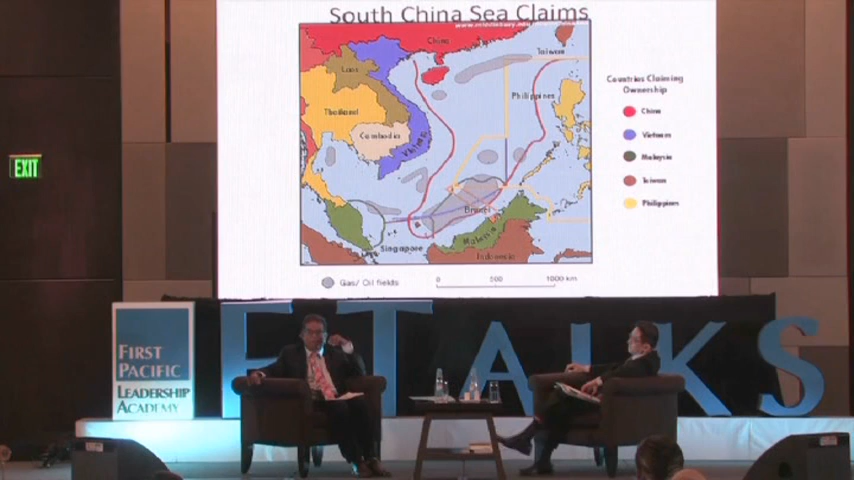 South China Sea Claims
China
Taiwan
Laos
Thailand
Cambodia
Vietnam
Philippines
Brunei
Malaysia
Singapore
Indonesia
Countries Claiming
Ownership
China
Vietnam
Malaysia
Taiwan
Philippines
Gas/ Oil fields
0 500 1000 km
EXIT
FIRST
PACIFIC
LEADERSHIP
ACADEMY
ETALKS